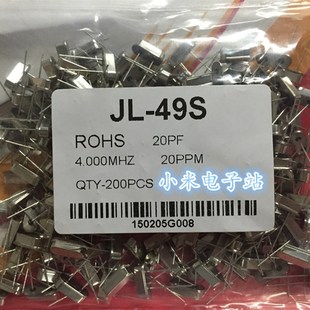 JL-49S
ROHS 20PF
4.000MHZ 20PPM
QTY-200PCS
小米电子站
150205G008